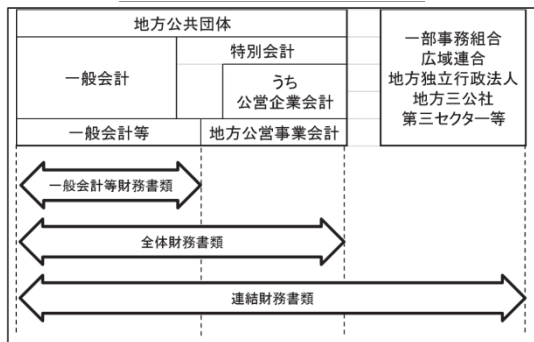 地方公共団体
一般会計
特別会計
うち
公営企業会計
一般会計等
地方公営事業会計
一部事務組合
広域連合
地方独立行政法人
地方三公社
第三セクター等
一般会計等財務書類
全体財務書類
連結財務書類